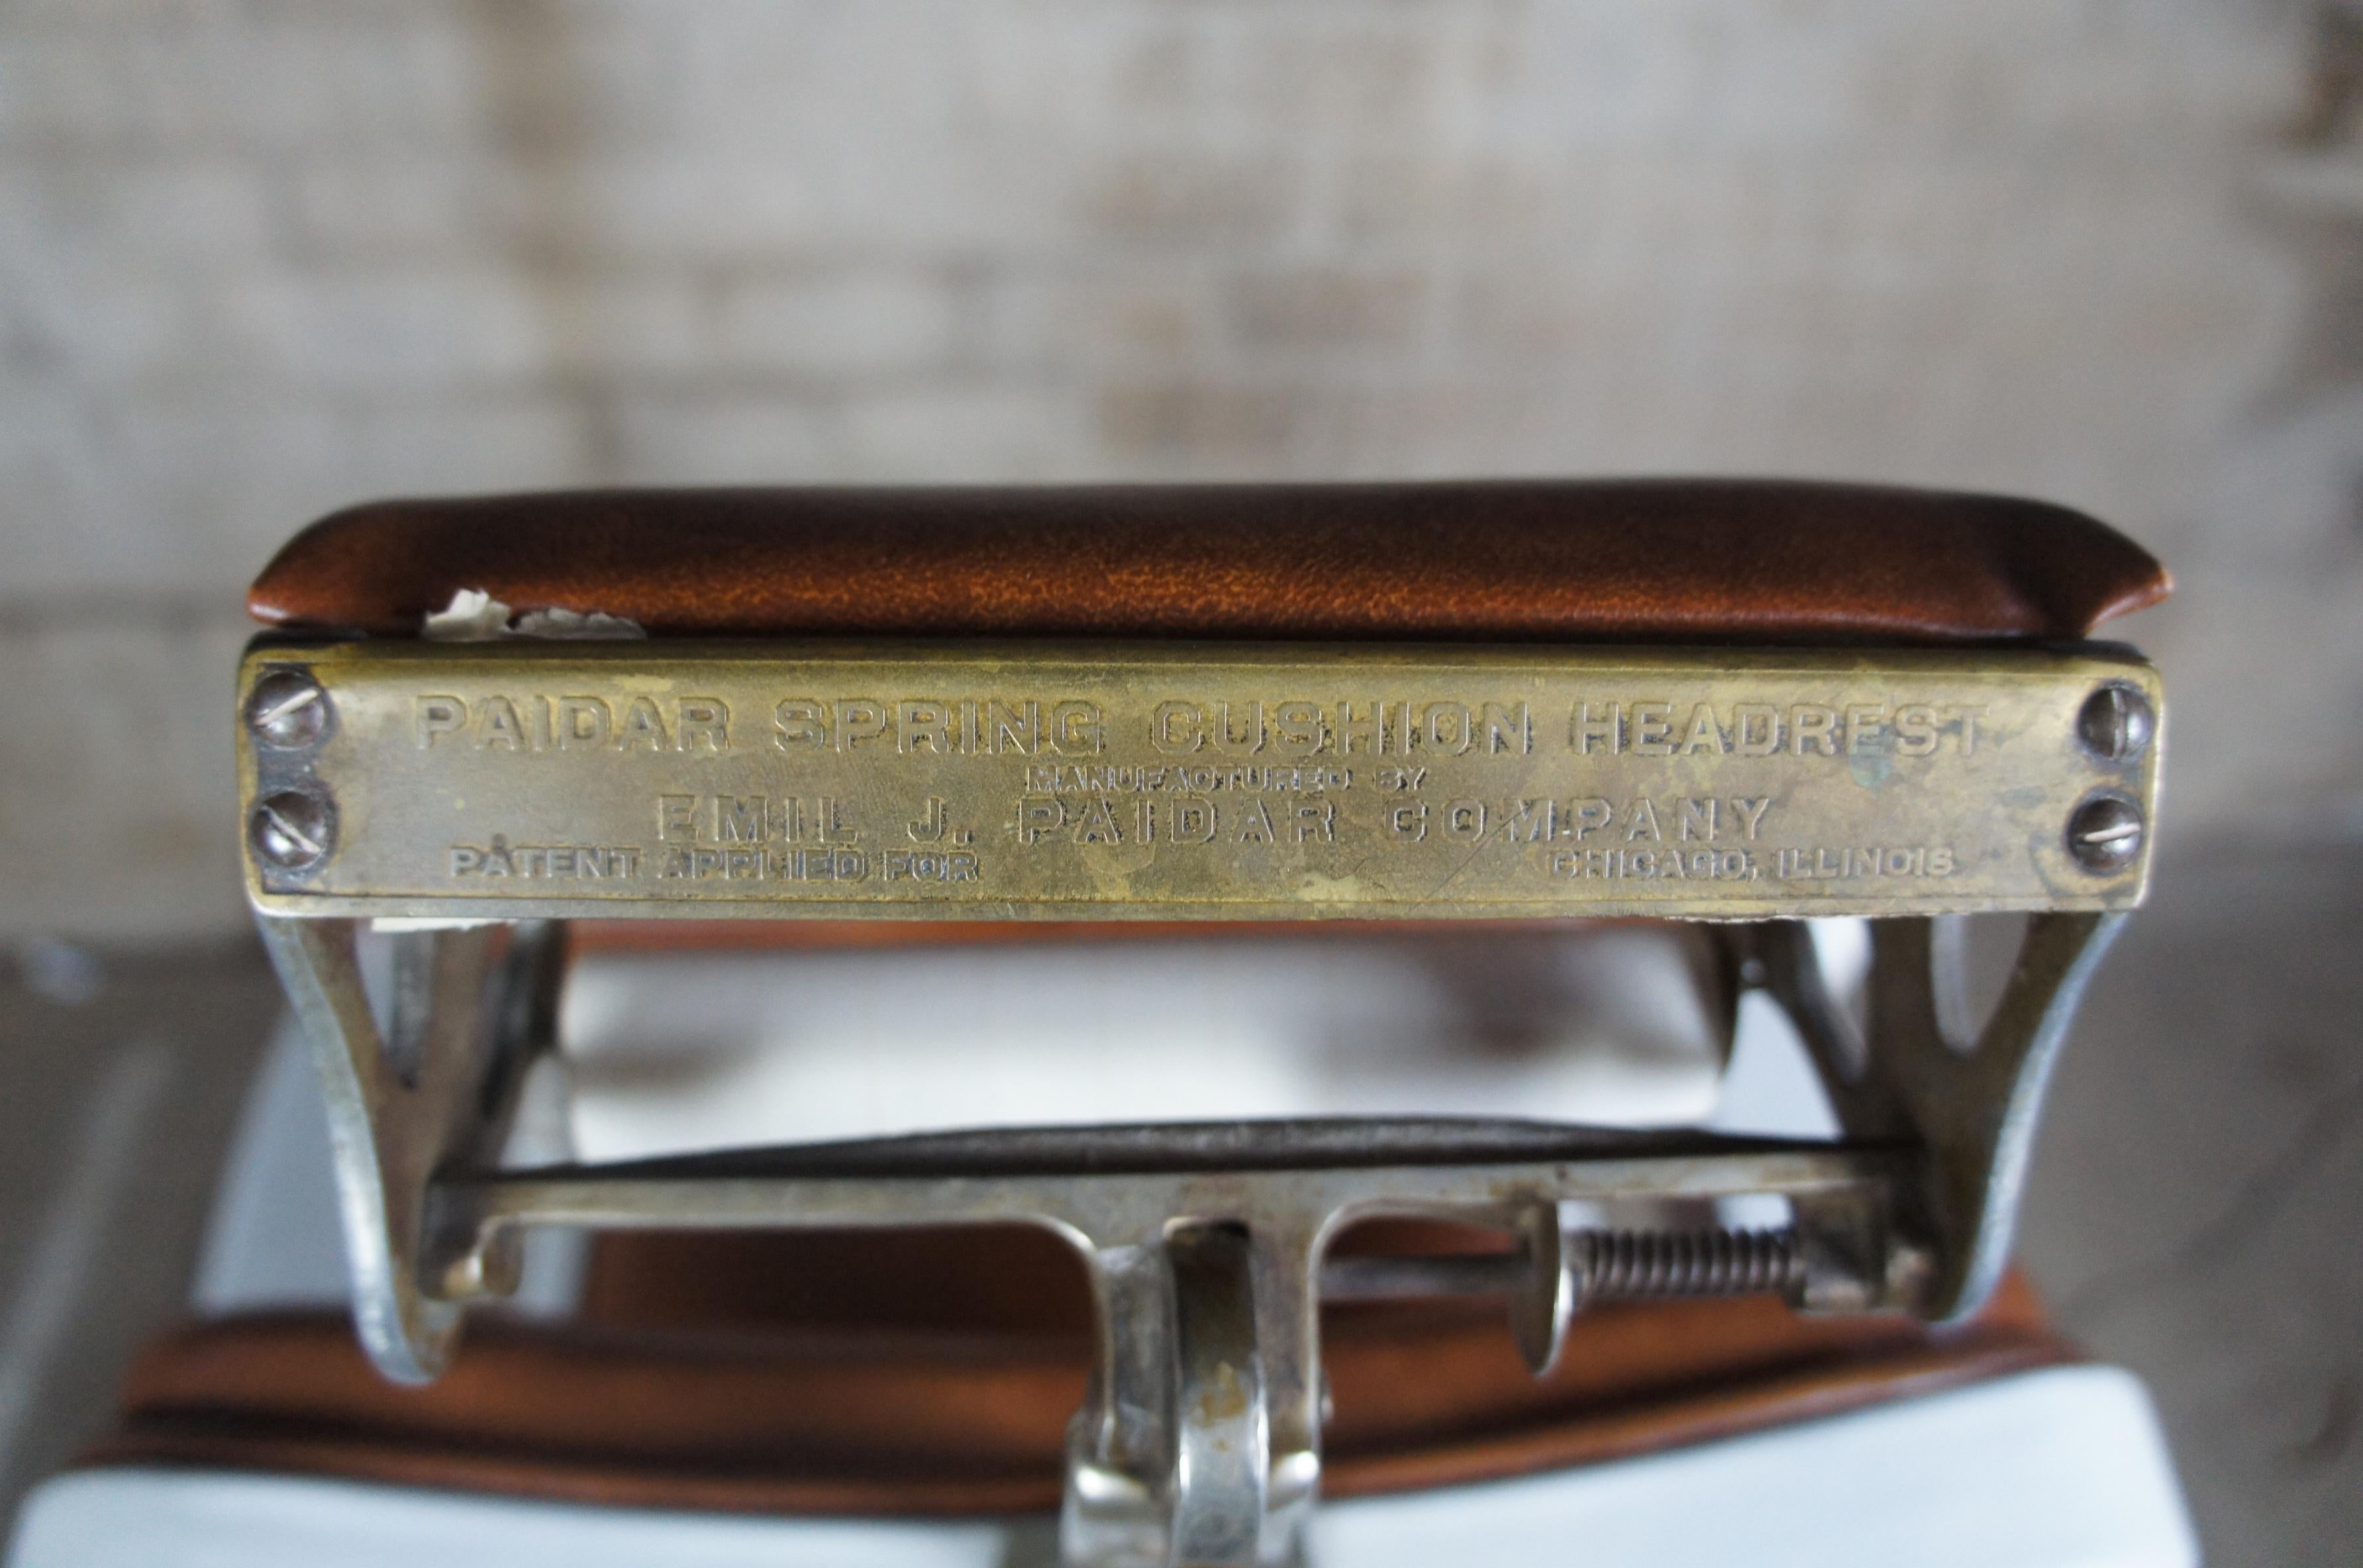 PAIDAR SPRING CUSHION HEADREST
MANUFACTURED BY
EMIL J. PAIDAR COMPANY
PATENT APPLIED FOR CHICAGO, ILLINOIS